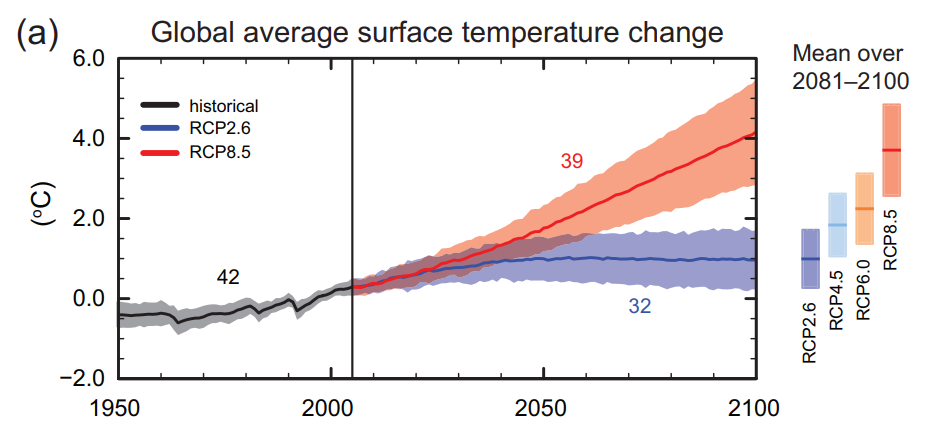 (a)
Global average surface temperature change
6.0
4.0
2.0
0.0
−2.0
(°C)
historical
RCP2.6
RCP8.5
42
39
32
1950
2000
2050
2100
Mean over
2081–2100
RCP2.6
RCP4.5
RCP6.0
RCP8.5